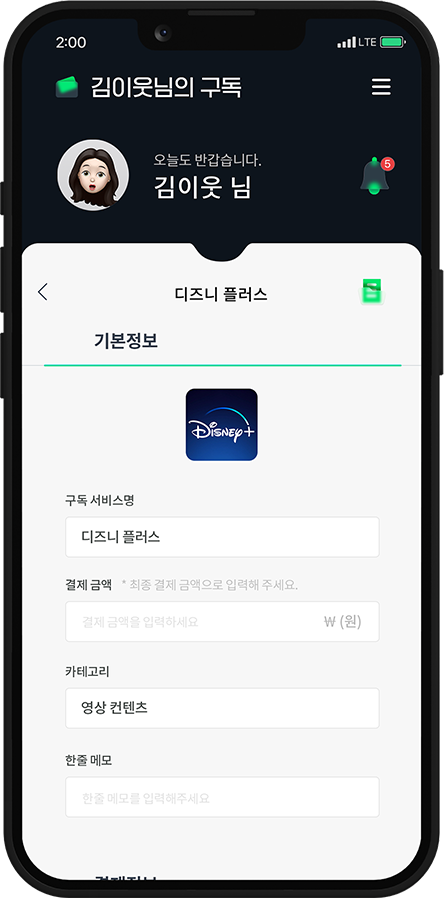 2:00 LTE
김이웃님의 구독
오늘도 반갑습니다.
김이웃 님
5
디즈니 플러스
기본정보
Disney+
구독 서비스명
디즈니 플러스
결제 금액 * 최종 결제 금액으로 입력해 주세요.
결제 금액을 입력하세요 ₩ (원)
카테고리
영상 컨텐츠
한줄 메모
한줄 메모를 입력해주세요